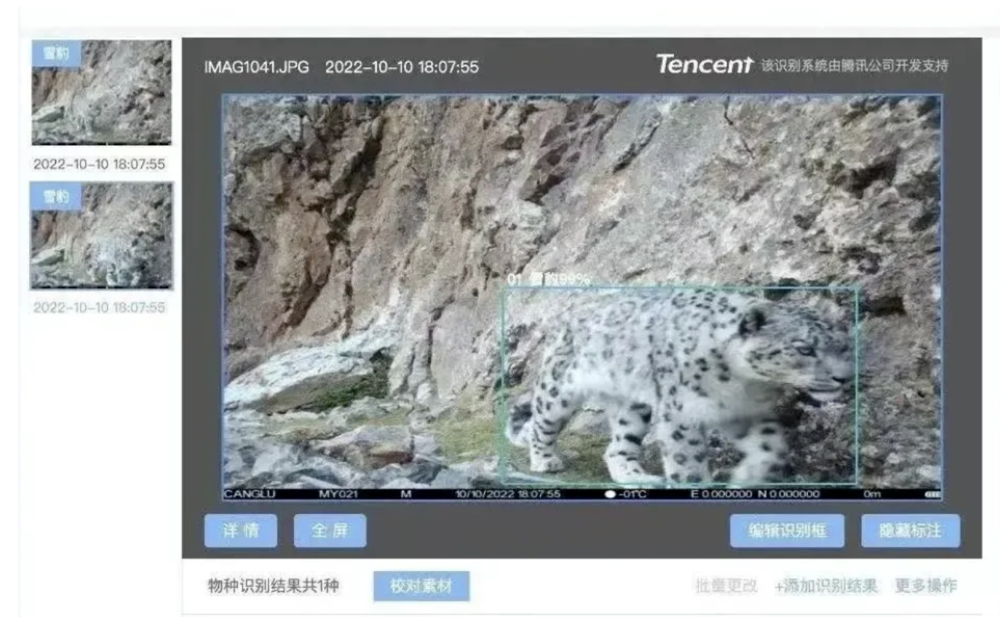 雪豹
2022-10-10 18:07:55
雪豹
2022-10-10 18:07:55
IMAG1041.JPG 2022-10-10 18:07:55
Tencent 该识别系统由腾讯公司开发支持
01 雪豹99%
CANGLU MY021 M 10/10/2022 18:07:55 -01℃ E 0.000000 N 0.000000 0m
详情 全屏 编辑识别框 隐藏标注
物种识别结果共1种 校对素材 批量更改 +添加识别结果 更多操作